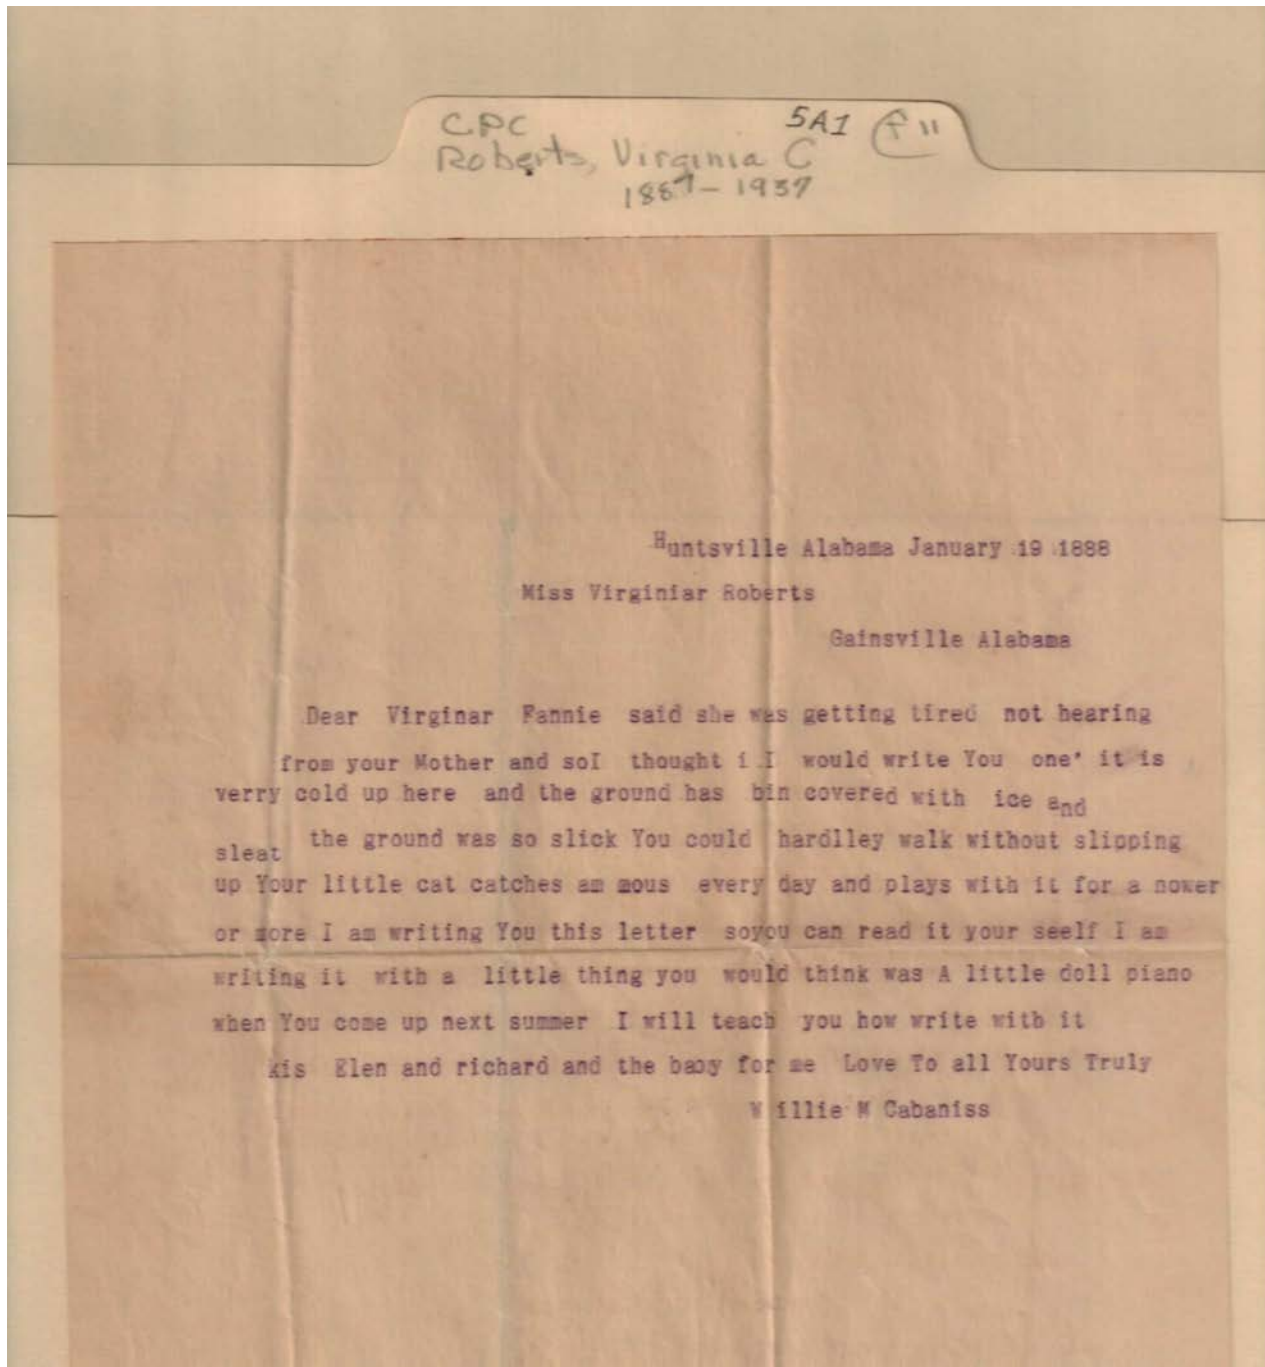 CPC 5A1
Roberts, Virginia C
1887-1937
Huntsville Alabama January 19 1888
Miss Virginiar Roberts
Gainsville Alabama
Dear Virginar Fannie said she was getting tired not hearing
from your Mother and soI thought i I would write You one' it is
verry cold up here and the ground has bin covered with ice and
sleat the ground was so slick You could hardlley walk without slipping
up Your little cat catches am mous every day and plays with it for a nower
or more I am writing You this letter soyou can read it your seelf I am
writing it with a little thing you would think was A little doll piano
when You come up next summer I will teach you how write with it
kis Elen and richard and the baby for me Love To all Yours Truly
W illie M Cabaniss